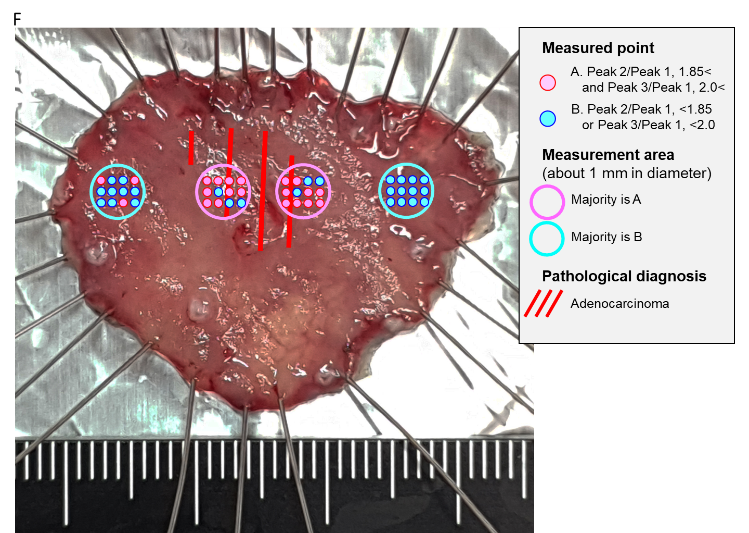 F
Measured point
A. Peak 2/Peak 1, 1.85<
and Peak 3/Peak 1, 2.0<
B. Peak 2/Peak 1, <1.85
or Peak 3/Peak 1, <2.0
Measurement area
(about 1 mm in diameter)
Majority is A
Majority is B
Pathological diagnosis
Adenocarcinoma